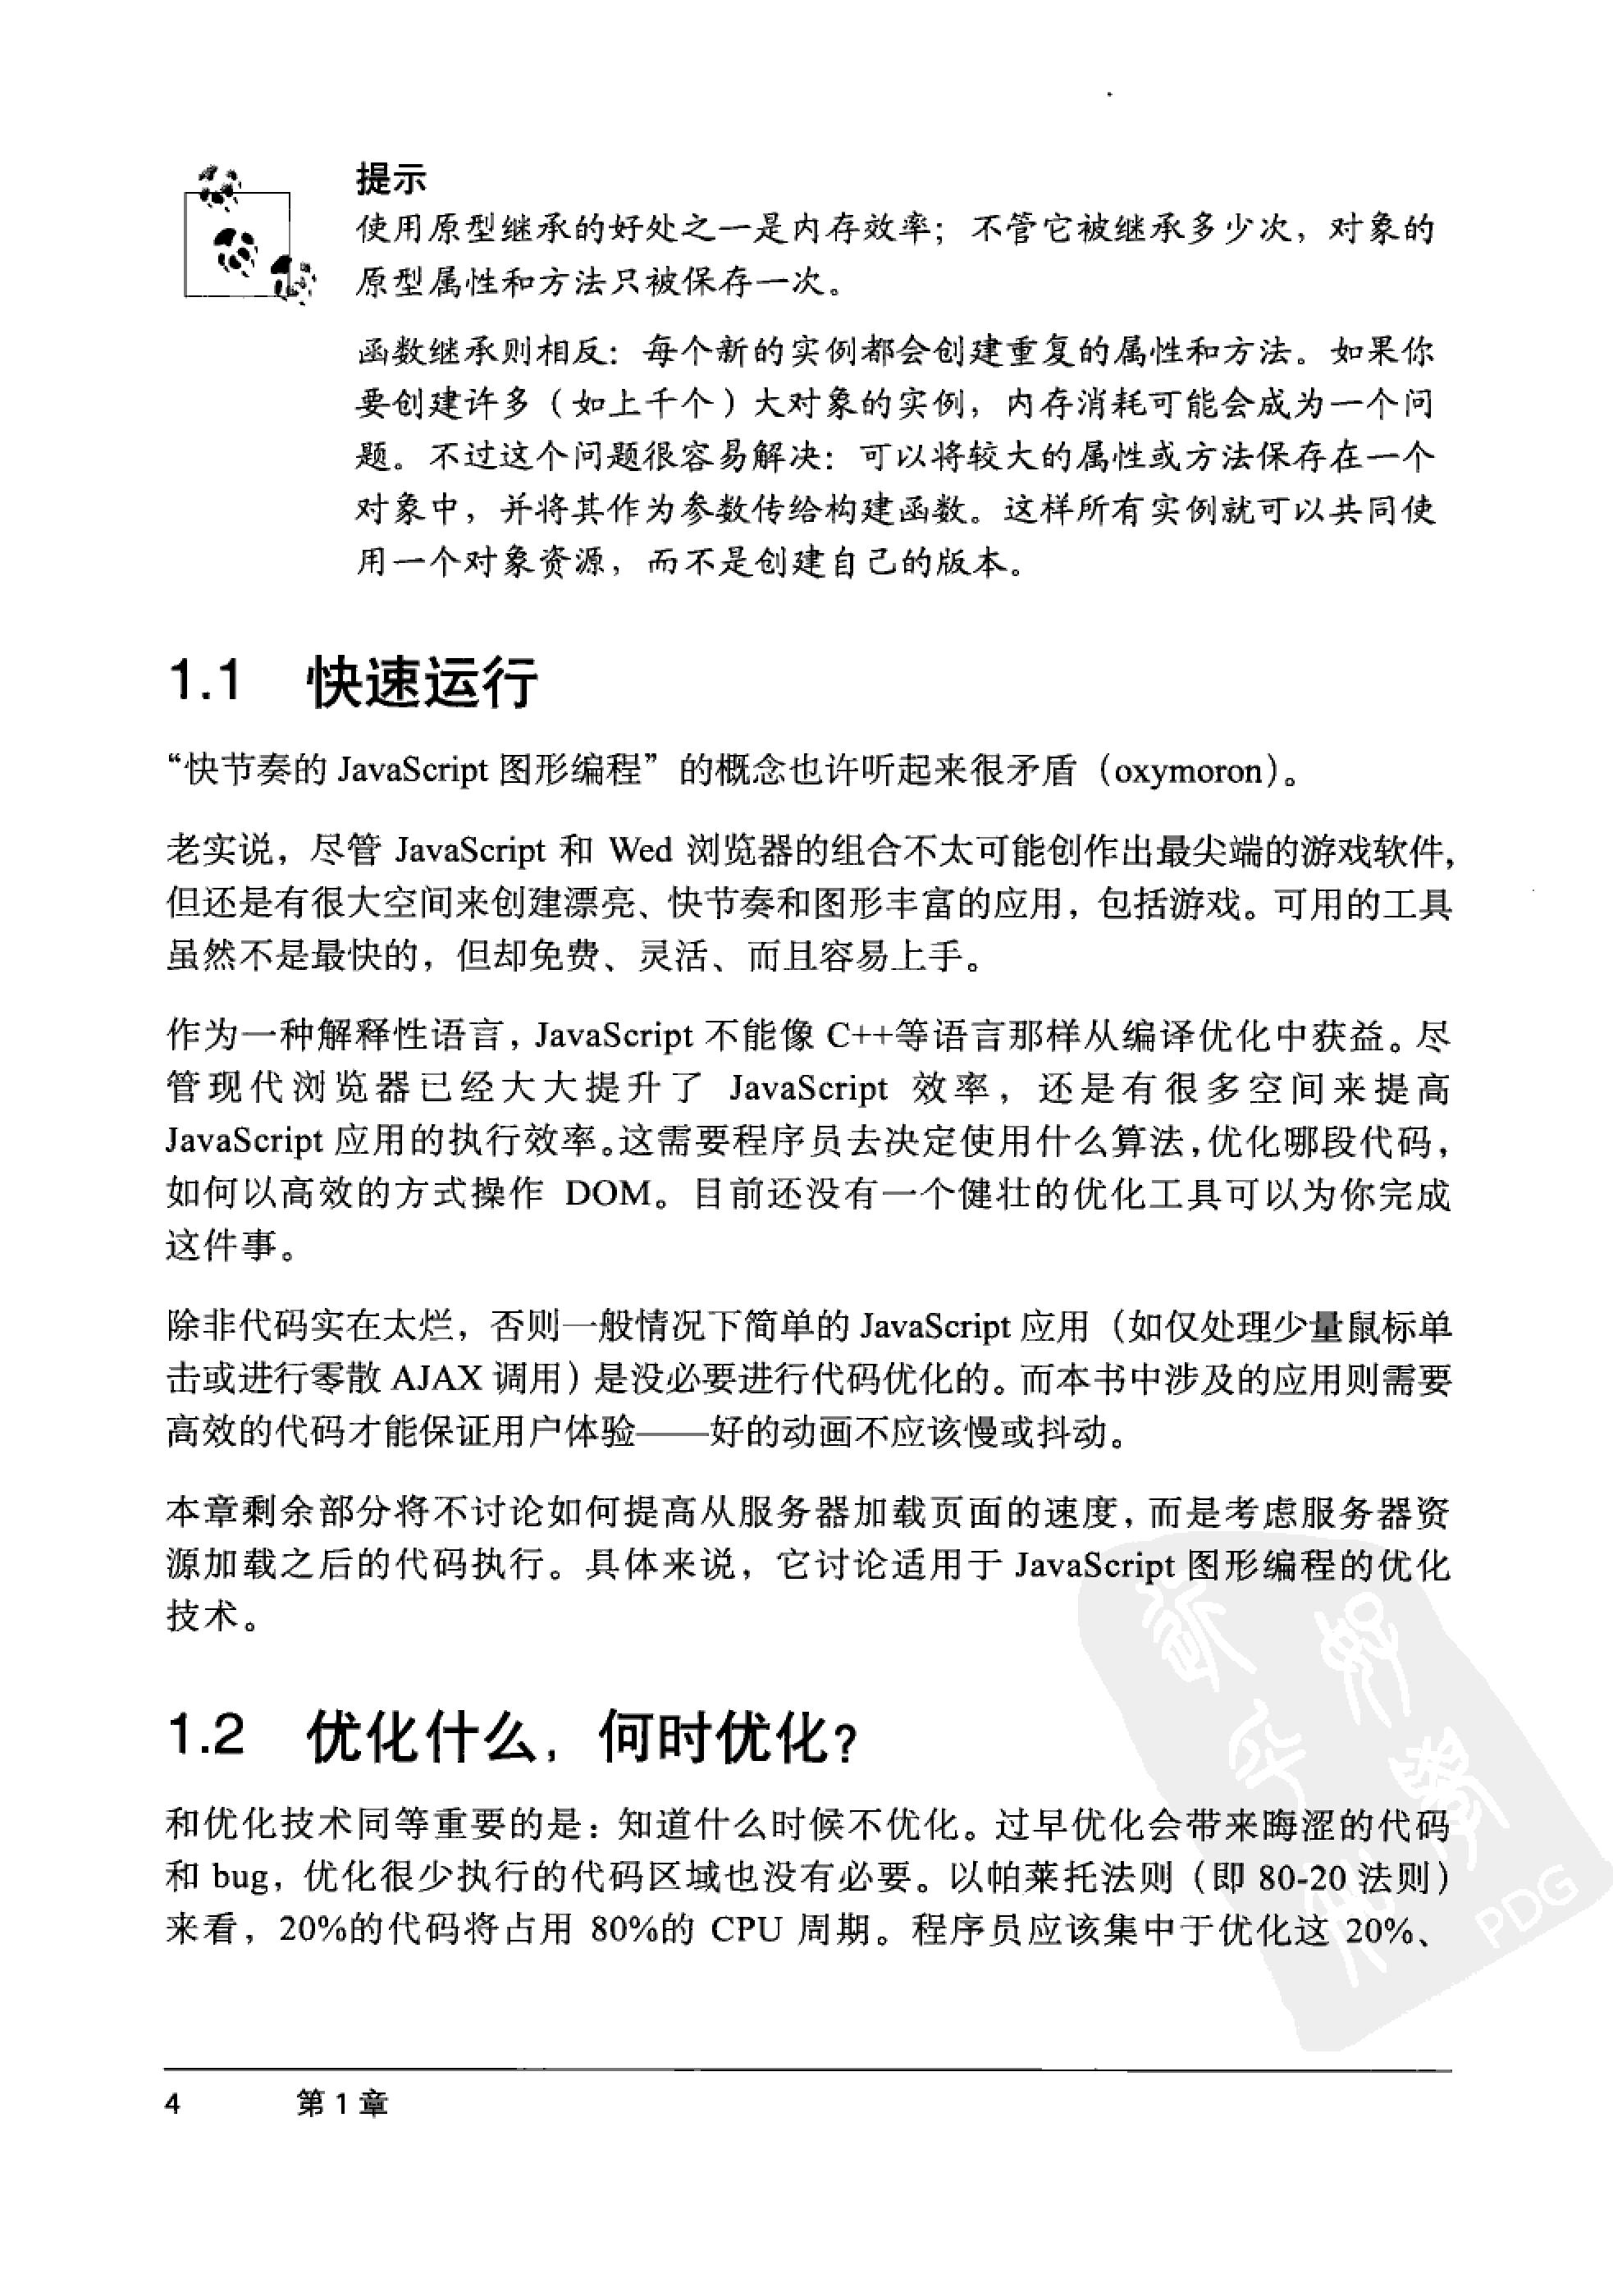 提示
使用原型继承的好处之一是内存效率；不管它被继承多少次，对象的
原型属性和方法只被保存一次。
函数继承则相反：每个新的实例都会创建重复的属性和方法。如果你
要创建许多（如上千个）大对象的实例，内存消耗可能会成为一个问
题。不过这个问题很容易解决：可以将较大的属性或方法保存在一个
对象中，并将其作为参数传给构建函数。这样所有实例就可以共同使
用一个对象资源，而不是创建自己的版本。
1.1 快速运行
“快节奏的 JavaScript 图形编程”的概念也许听起来很矛盾（oxymoron）。
老实说，尽管 JavaScript 和 Wed 浏览器的组合不太可能创作出最尖端的游戏软件，
但还是有很大空间来创建漂亮、快节奏和图形丰富的应用，包括游戏。可用的工具
虽然不是最快的，但却免费、灵活、而且容易上手。
作为一种解释性语言，JavaScript 不能像 C++等语言那样从编译优化中获益。尽
管现代浏览器已经大大提升了 JavaScript 效率，还是有很多空间来提高
JavaScript 应用的执行效率。这需要程序员去决定使用什么算法，优化哪段代码，
如何以高效的方式操作 DOM。目前还没有一个健壮的优化工具可以为你完成
这件事。
除非代码实在太烂，否则一般情况下简单的 JavaScript 应用（如仅处理少量鼠标单
击或进行零散 AJAX 调用）是没必要进行代码优化的。而本书中涉及的应用则需要
高效的代码才能保证用户体验——好的动画不应该慢或抖动。
本章剩余部分将不讨论如何提高从服务器加载页面的速度，而是考虑服务器资
源加载之后的代码执行。具体来说，它讨论适用于 JavaScript 图形编程的优化
技术。
1.2 优化什么，何时优化？
和优化技术同等重要的是：知道什么时候不优化。过早优化会带来晦涩的代码
和 bug，优化很少执行的代码区域也没有必要。以帕莱托法则（即 80-20 法则）
来看，20%的代码将占用 80%的 CPU 周期。程序员应该集中于优化这 20%、
PDG
4 第 1 章